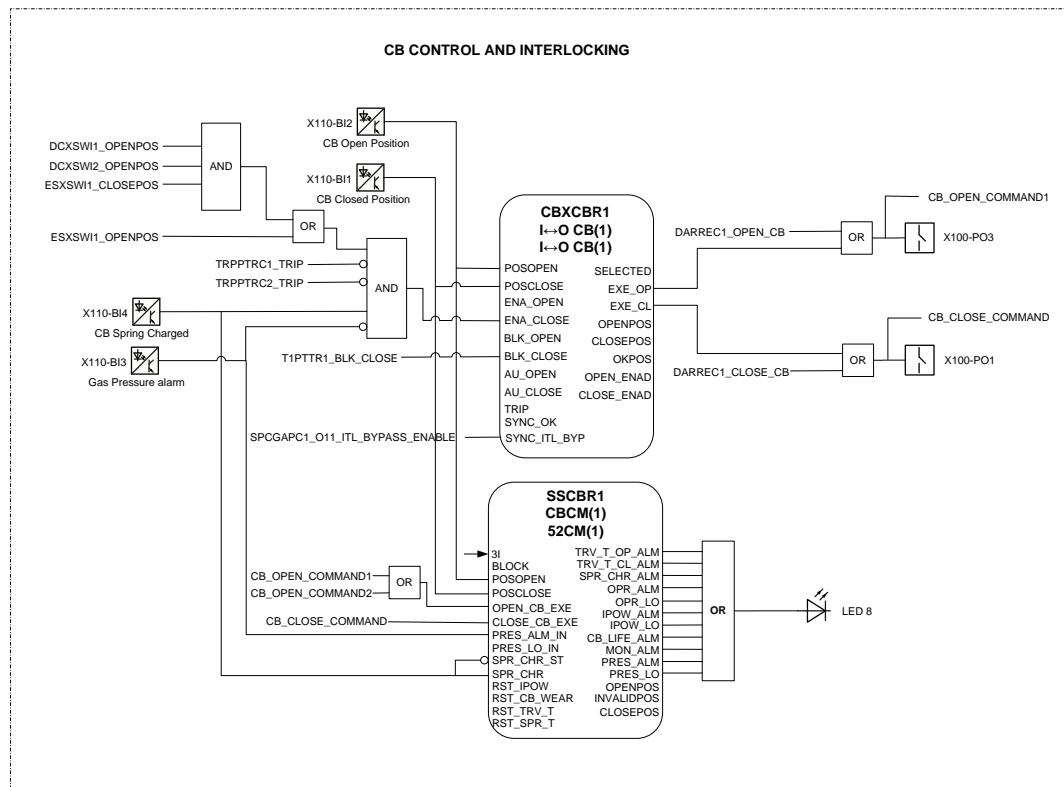 CB CONTROL AND INTERLOCKING
X110-BI2
CB Open Position
X110-BI1
CB Closed Position
DCXSWI1_OPENPOS
DCXSWI2_OPENPOS
ESXSWI1_CLOSEPOS
AND
ESXSWI1_OPENPOS
OR
TRPPTRC1_TRIP
TRPPTRC2_TRIP
AND
X110-BI4
CB Spring Charged
X110-BI3
Gas Pressure alarm
T1PTTR1_BLK_CLOSE
SPCGAPC1_O11_ITL_BYPASS_ENABLE
CBXCBR1
I↔O CB(1)
I↔O CB(1)
POSOPEN
POSCLOSE
ENA_OPEN
ENA_CLOSE
BLK_OPEN
BLK_CLOSE
AU_OPEN
AU_CLOSE
TRIP
SYNC_OK
SYNC_ITL_BYP
SELECTED
EXE_OP
EXE_CL
OPENPOS
CLOSEPOS
OKPOS
OPEN_ENAD
CLOSE_ENAD
DARREC1_OPEN_CB
OR
CB_OPEN_COMMAND1
X100-PO3
CB_CLOSE_COMMAND
OR
X100-PO1
DARREC1_CLOSE_CB
SSCBR1
CBCM(1)
52CM(1)
3I
BLOCK
POSOPEN
POSCLOSE
OPEN_CB_EXE
CLOSE_CB_EXE
PRES_ALM_IN
PRES_LO_IN
SPR_CHR_ST
SPR_CHR
RST_IPOW
RST_CB_WEAR
RST_TRV_T
RST_SPR_T
TRV_T_OP_ALM
TRV_T_CL_ALM
SPR_CHR_ALM
OPR_ALM
OPR_LO
IPOW_ALM
IPOW_LO
CB_LIFE_ALM
MON_ALM
PRES_ALM
PRES_LO
OPENPOS
INVALIDPOS
CLOSEPOS
CB_OPEN_COMMAND1
CB_OPEN_COMMAND2
OR
CB_CLOSE_COMMAND
OR
LED 8